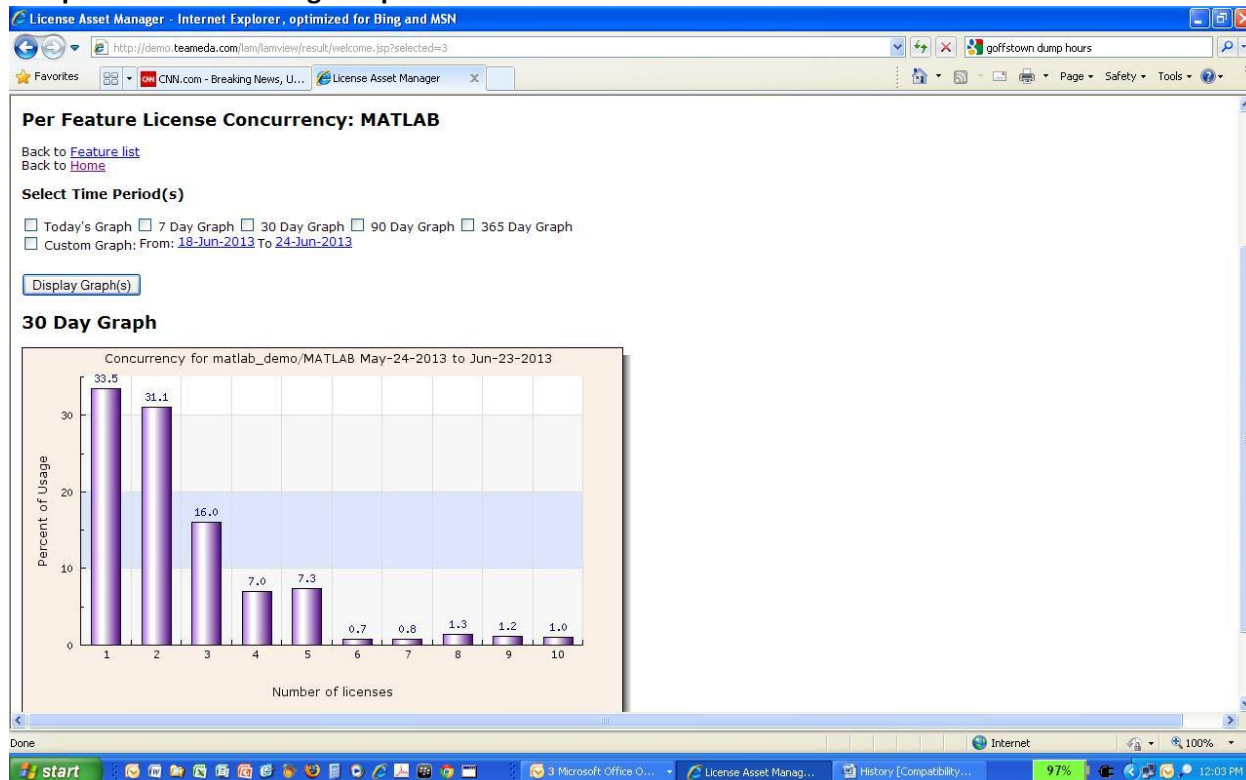 License Asset Manager - Internet Explorer, optimized for Bing and MSN
http://demo.teameda.com/lam/lamview/result/welcome.jsp?selected=3
goffstown dump hours
Favorites
CNN.com - Breaking News, U...
License Asset Manager
X
Page
Safety
Tools
Per Feature License Concurrency: MATLAB
Back to Feature list
Back to Home
Select Time Period(s)
Today's Graph 7 Day Graph 30 Day Graph 90 Day Graph 365 Day Graph
Custom Graph: From: 18-Jun-2013 To 24-Jun-2013
Display Graph(s)
30 Day Graph
Concurrency for matlab_demo/MATLAB May-24-2013 to Jun-23-2013
Percent of Usage
30
20
10
0
33.5
31.1
16.0
7.0
7.3
0.7
0.8
1.3
1.2
1.0
1 2 3 4 5 6 7 8 9 10
Number of licenses
Done
Internet
100%
start
3 Microsoft Office O...
License Asset Manag...
History [Compatibility...
97%
12:03 PM